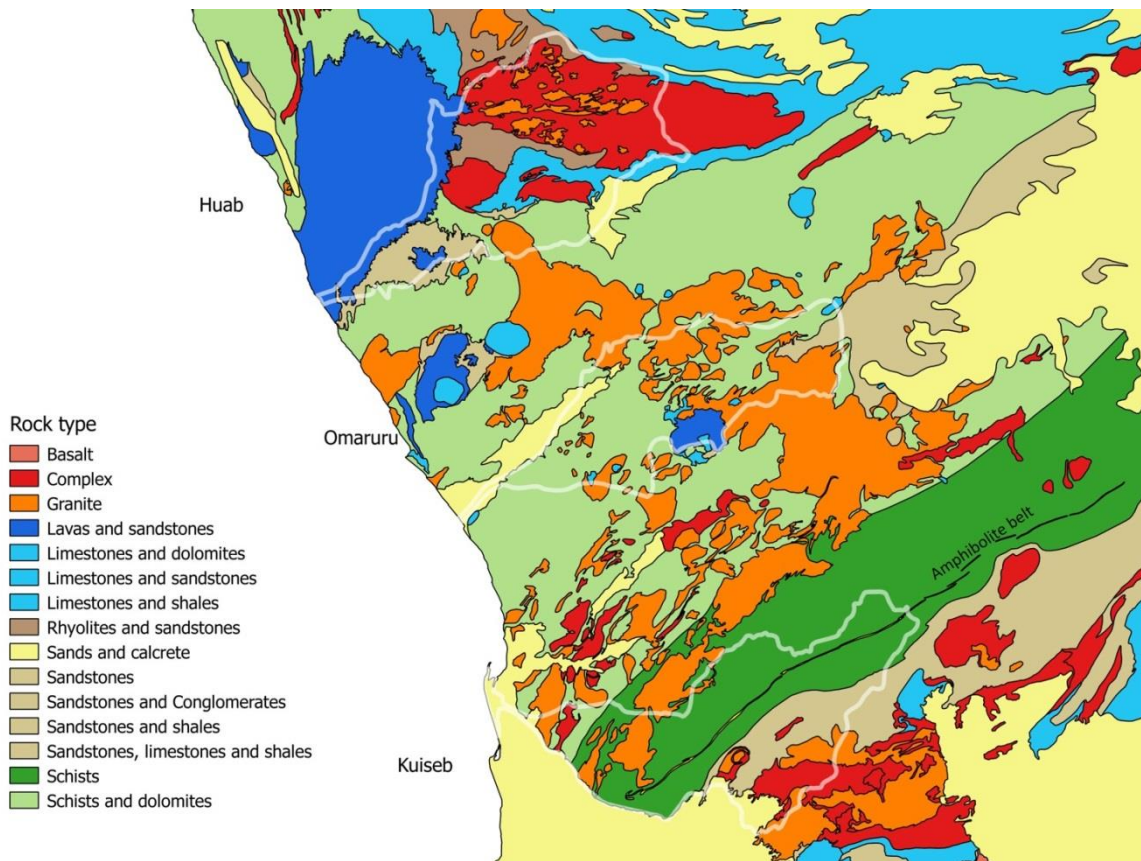 Huab
Omaruru
Kuiseb
Amphibolite belt
Rock type
Basalt
Complex
Granite
Lavas and sandstones
Limestones and dolomites
Limestones and sandstones
Limestones and shales
Rhyolites and sandstones
Sands and calcrete
Sandstones
Sandstones and Conglomerates
Sandstones and shales
Sandstones, limestones and shales
Schists
Schists and dolomites